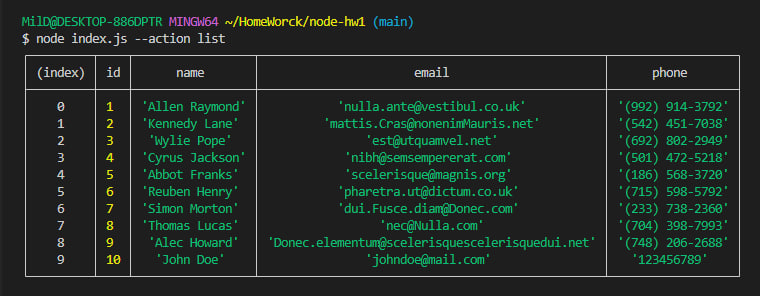 MilD@DESKTOP-886DPTR MINGW64 ~/HomeWorck/node-hw1 (main)
$ node index.js --action list
(index) id name email phone
0 1 'Allen Raymond' 'nulla.ante@vestibul.co.uk' '(992) 914-3792'
1 2 'Kennedy Lane' 'mattis.Cras@nonenimMauris.net' '(542) 451-7038'
2 3 'Wylie Pope' 'est@utquamvel.net' '(692) 802-2949'
3 4 'Cyrus Jackson' 'nibh@semsempererat.com' '(501) 472-5218'
4 5 'Abbot Franks' 'scelerisque@magnis.org' '(186) 568-3720'
5 6 'Reuben Henry' 'pharetra.ut@dictum.co.uk' '(715) 598-5792'
6 7 'Simon Morton' 'dui.Fusce.diam@Donec.com' '(233) 738-2360'
7 8 'Thomas Lucas' 'nec@Nulla.com' '(704) 398-7993'
8 9 'Alec Howard' 'Donec.elementum@scelerisquescelerisquedui.net' '(748) 206-2688'
9 10 'John Doe' 'johndoe@mail.com' '123456789'